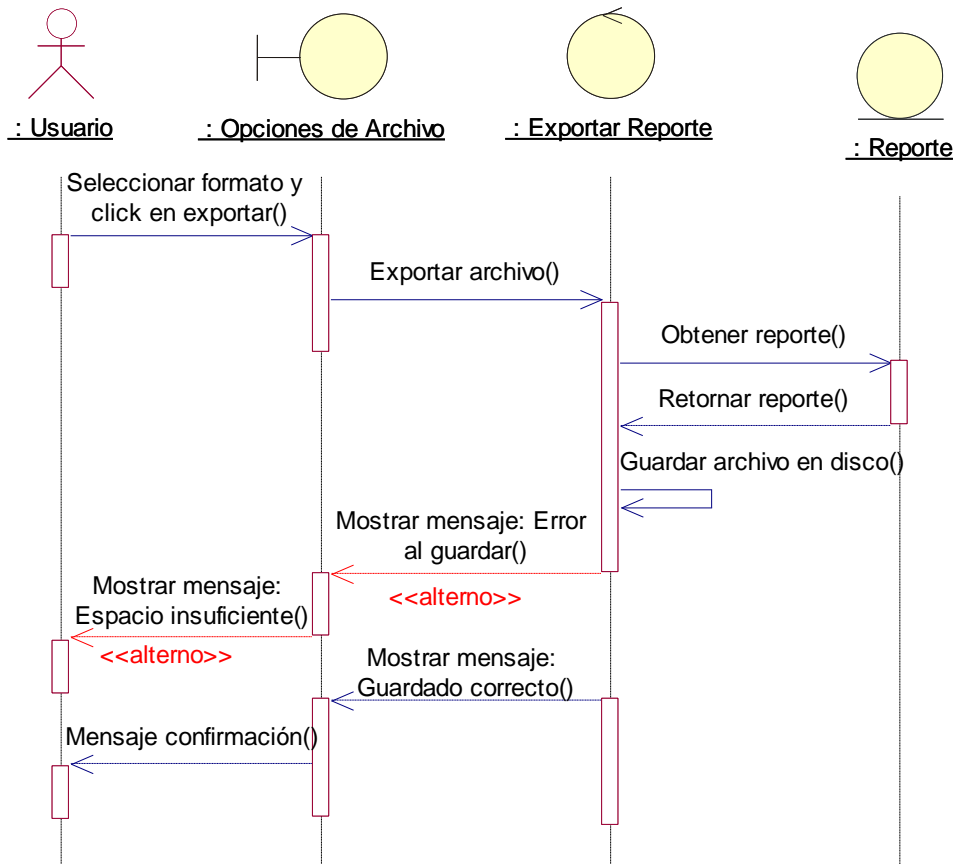 : Usuario
: Opciones de Archivo
: Exportar Reporte
: Reporte
Seleccionar formato y
click en exportar()
Exportar archivo()
Obtener reporte()
Retornar reporte()
Guardar archivo en disco()
Mostrar mensaje: Error
al guardar()
<<alterno>>
Mostrar mensaje:
Espacio insuficiente()
<<alterno>>
Mostrar mensaje:
Guardado correcto()
Mensaje confirmación()